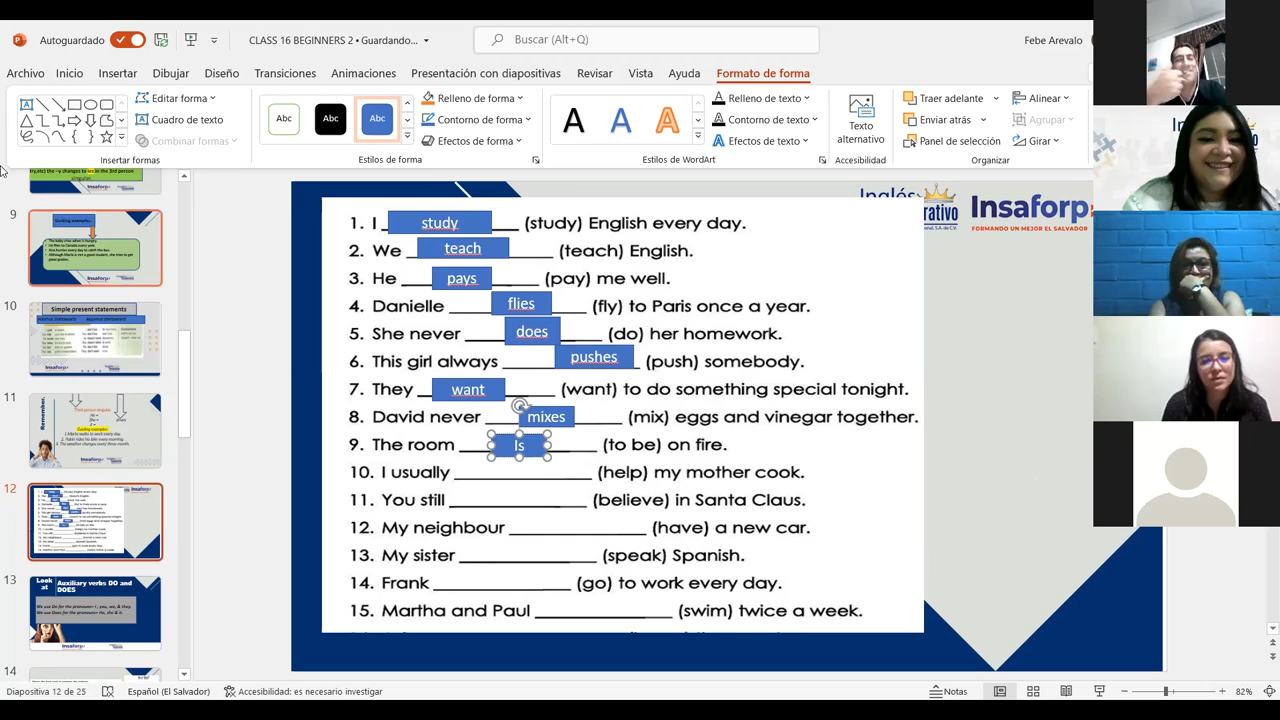 Autoguardado
CLASS 16 BEGINNERS 2 • Guardando...
Buscar (Alt+Q)
Febe Arevalo
Archivo Inicio Insertar Dibujar Diseño Transiciones Animaciones Presentación con diapositivas Revisar Vista Ayuda Formato de forma
Editar forma
Cuadro de texto
Combinar formas
Insertar formas
Abc Abc Abc
Relleno de forma
Contorno de forma
Efectos de forma
Estilos de forma
A A A
Relleno de texto
Contorno de texto
Efectos de texto
Estilos de WordArt
Texto alternativo
Accesibilidad
Traer adelante
Enviar atrás
Panel de selección
Alinear
Agrupar
Girar
Organizar
9
10
Simple present statements
11
Remember.
12
13
Look at
Auxiliary verbs DO and DOES
14
Inglés
Insaforp
FORMANDO UN MEJOR EL SALVADOR
1. I study (study) English every day.
2. We teach (teach) English.
3. He pays (pay) me well.
4. Danielle flies (fly) to Paris once a year.
5. She never does (do) her homework.
6. This girl always pushes (push) somebody.
7. They want (want) to do something special tonight.
8. David never mixes (mix) eggs and vinegar together.
9. The room Is (to be) on fire.
10. I usually (help) my mother cook.
11. You still (believe) in Santa Claus.
12. My neighbour (have) a new car.
13. My sister (speak) Spanish.
14. Frank (go) to work every day.
15. Martha and Paul (swim) twice a week.
Diapositiva 12 de 25
Español (El Salvador)
Accesibilidad: es necesario investigar
Notas
82%